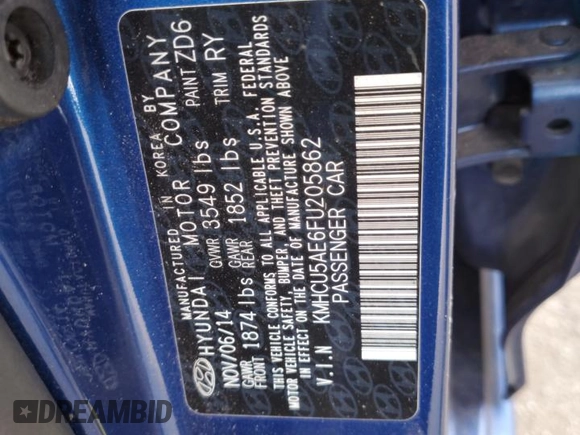 MANUFACTURED IN KOREA BY
HYUNDAI MOTOR COMPANY
NOV/06/14 GVWR 3549 lbs PAINT ZD6
GAWR FRONT 1874 lbs GAWR REAR 1852 lbs TRIM RY
THIS VEHICLE CONFORMS TO ALL APPLICABLE U.S.A. FEDERAL
MOTOR VEHICLE SAFETY, BUMPER, AND THEFT PREVENTION STANDARDS
IN EFFECT ON THE DATE OF MANUFACTURE SHOWN ABOVE
V.I.N KMHCU5AE6FU205862
PASSENGER CAR
DREAMBID